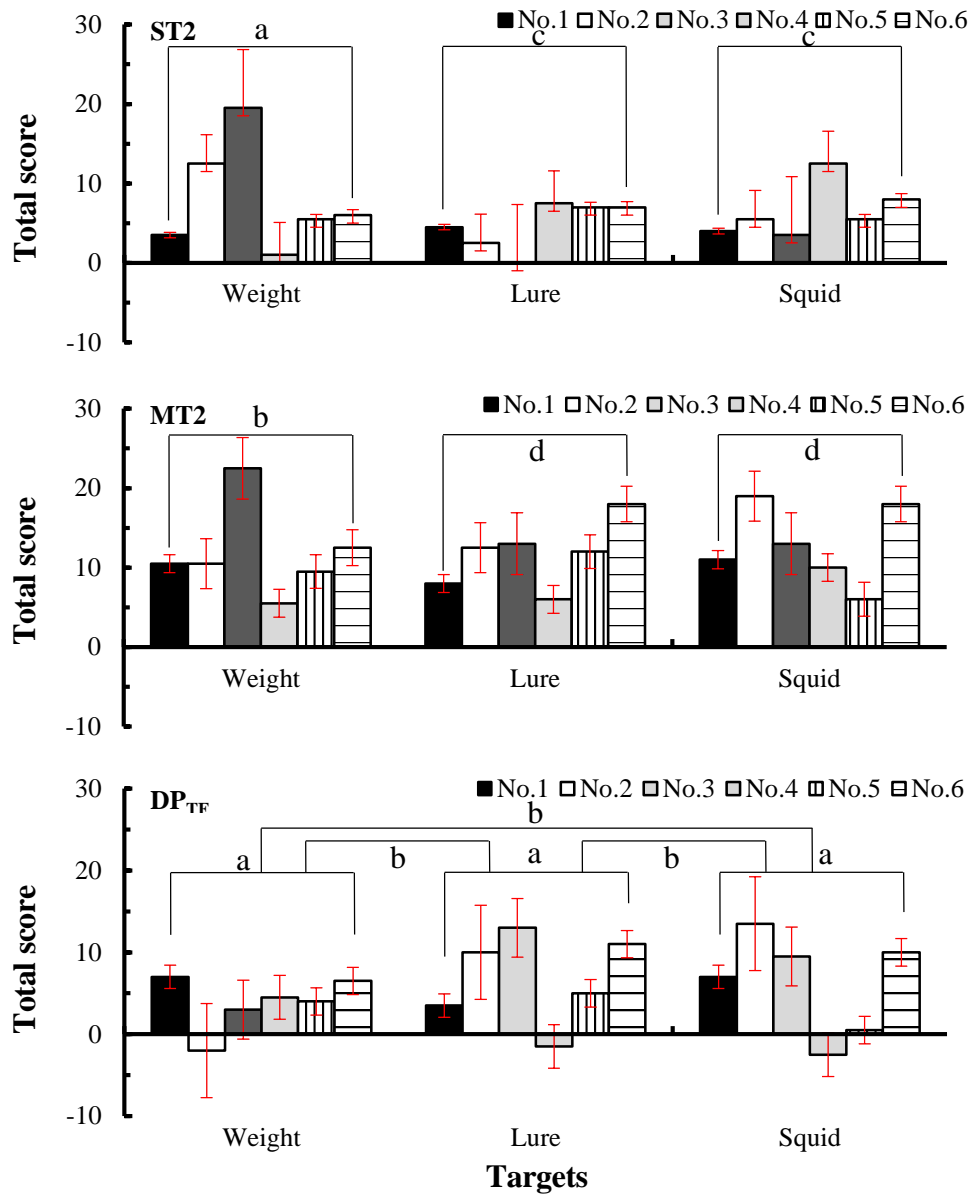 ST2
No.1 No.2 No.3 No.4 No.5 No.6
30
20
10
0
-10
Total score
a
c
c
Weight Lure Squid
MT2
No.1 No.2 No.3 No.4 No.5 No.6
30
20
10
0
-10
Total score
b
d
d
Weight Lure Squid
DP
No.1 No.2 No.3 No.4 No.5 No.6
30
20
10
0
-10
Total score
b
a b a b a
Weight Lure Squid
Targets